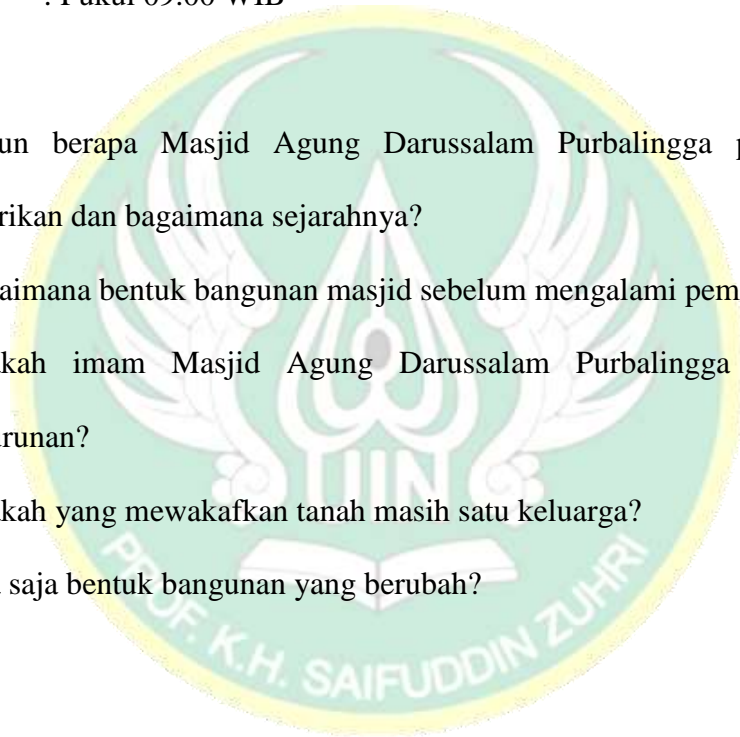 : Pukul 09.00 WIB
un berapa Masjid Agung Darussalam Purbalingga p
rikan dan bagaimana sejarahnya?
aimana bentuk bangunan masjid sebelum mengalami pem
kah imam Masjid Agung Darussalam Purbalingga
runan?
kah yang mewakafkan tanah masih satu keluarga?
saja bentuk bangunan yang berubah?
UIN
PROF. K.H. SAIFUDDIN ZUHRI